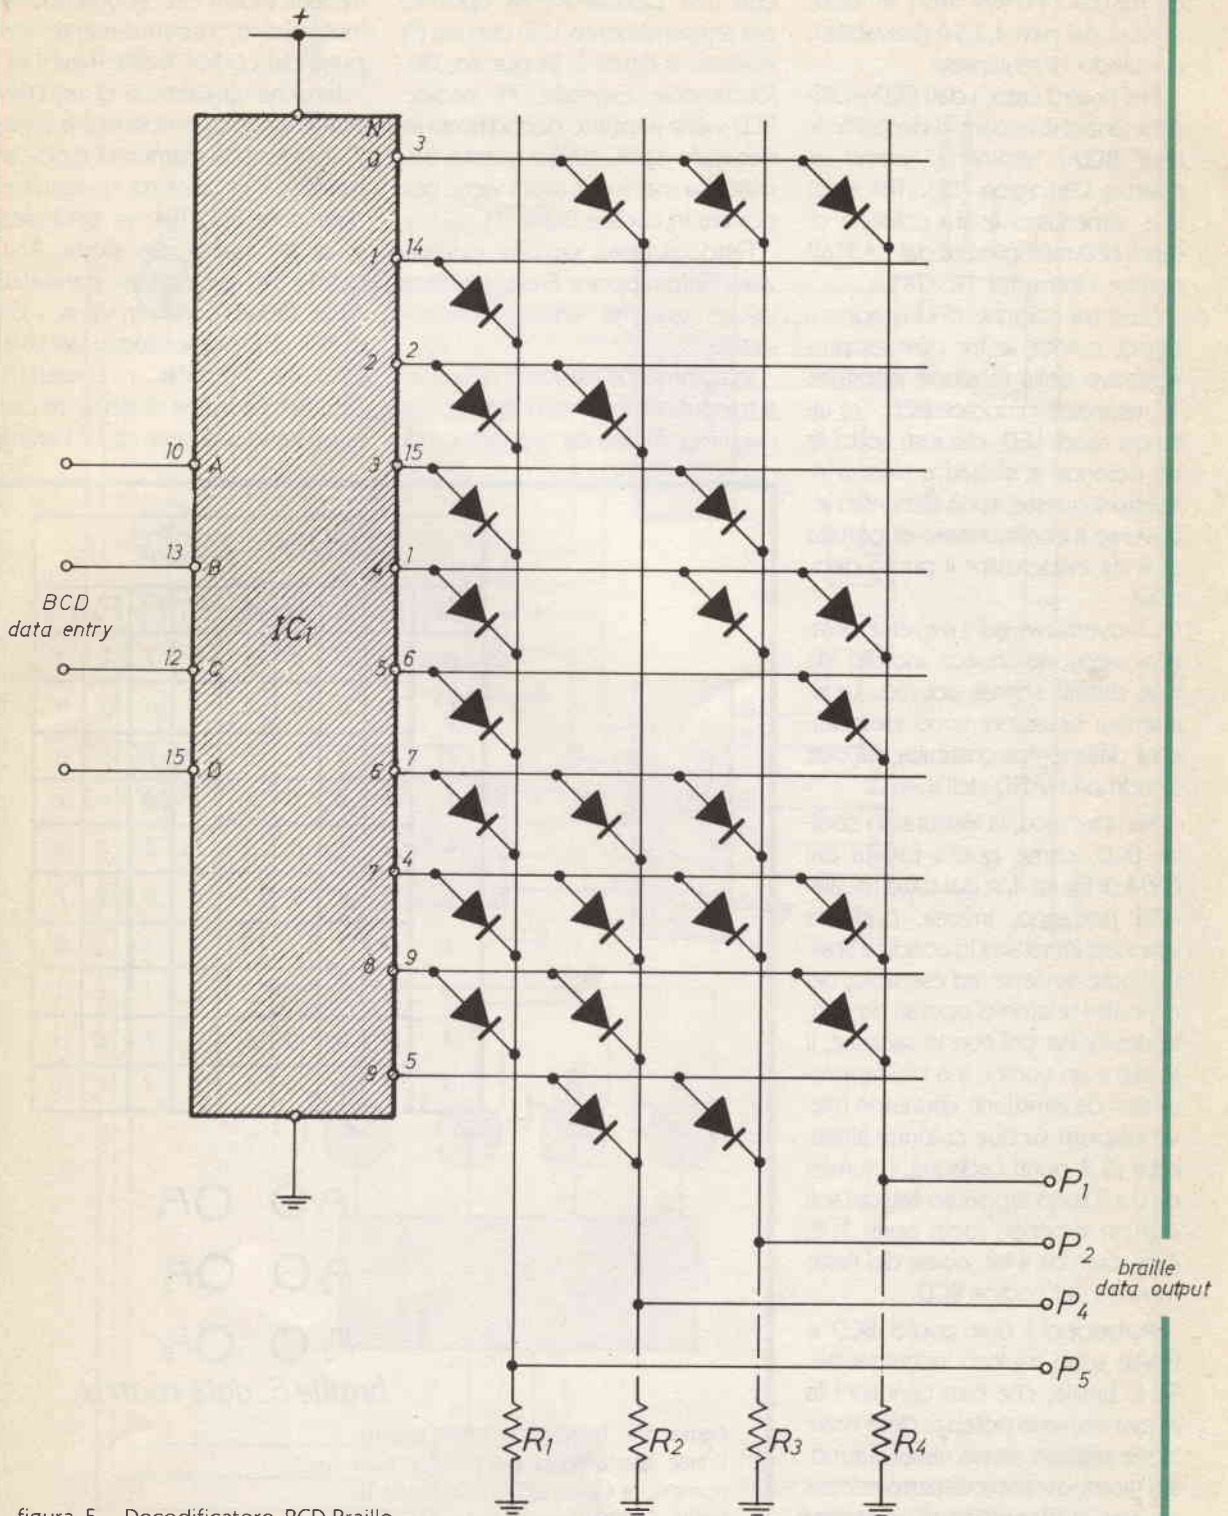 +
N
0 3
1 14
2 2
10 A
3 15
13 B
4 1
BCD
data entry
IC1
12 C
5 6
15 D
6 7
7 4
8 9
9 5
P1
P2
braille
data output
P4
P5
R1 R2 R3 R4
figura 5 - Decodificatore BCD-Braille